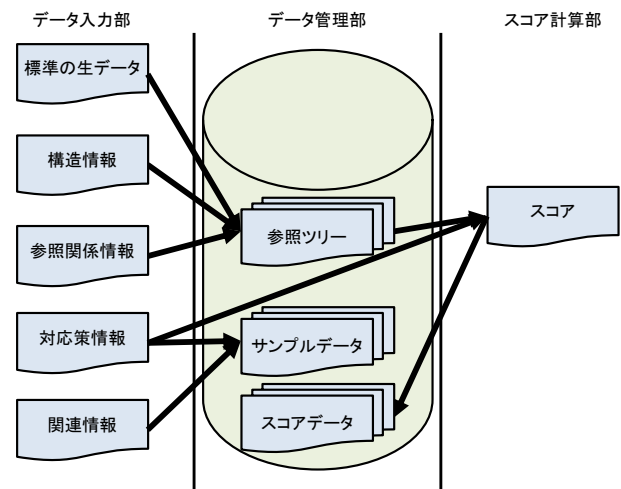 データ入力部
データ管理部
スコア計算部
標準の生データ
構造情報
参照関係情報
対応策情報
関連情報
参照ツリー
サンプルデータ
スコアデータ
スコア